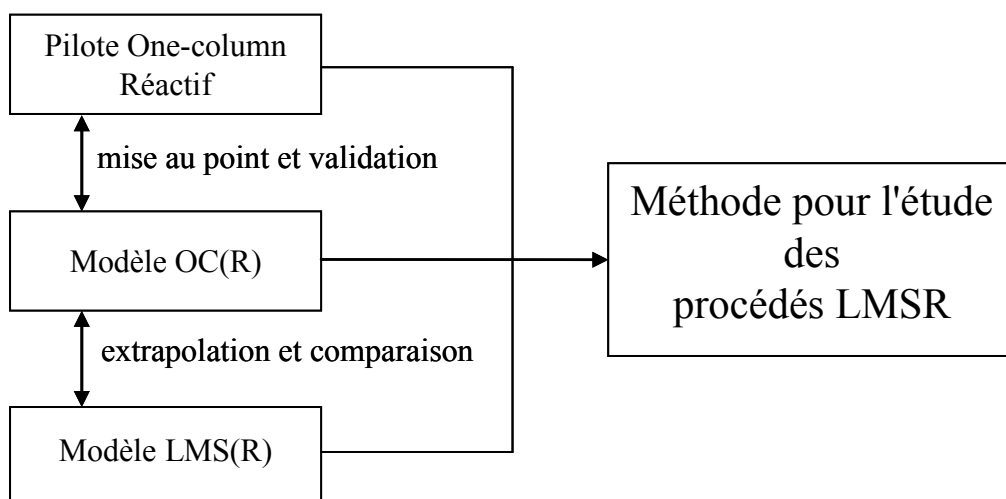 Pilote One-column
Réactif
mise au point et validation
Modèle OC(R)
extrapolation et comparaison
Modèle LMS(R)
Méthode pour l'étude
des
procédés LMSR